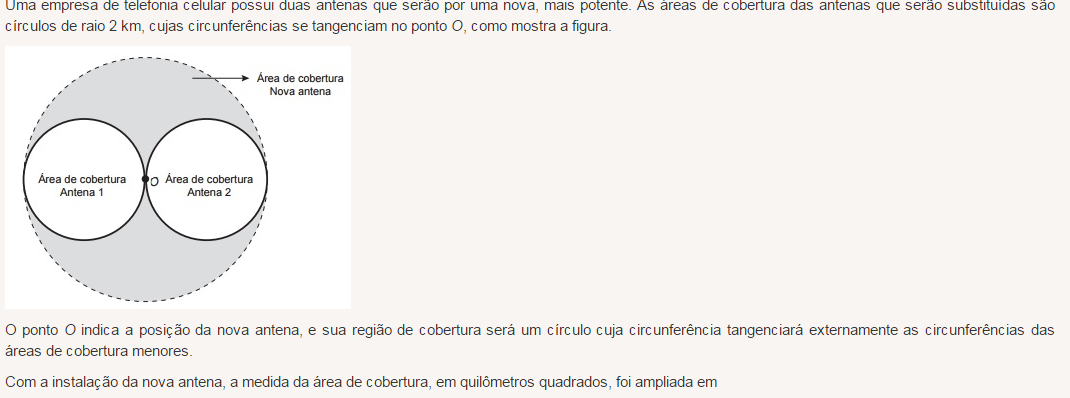 Uma empresa de telefonia celular possui duas antenas que serão por uma nova, mais potente. As áreas de cobertura das antenas que serão substituídas são
círculos de raio 2 km, cujas circunferências se tangenciam no ponto O, como mostra a figura.
Área de cobertura
Nova antena
Área de cobertura
Antena 1
O
Área de cobertura
Antena 2
O ponto O indica a posição da nova antena, e sua região de cobertura será um círculo cuja circunferência tangenciará externamente as circunferências das
áreas de cobertura menores.
Com a instalação da nova antena, a medida da área de cobertura, em quilômetros quadrados, foi ampliada em